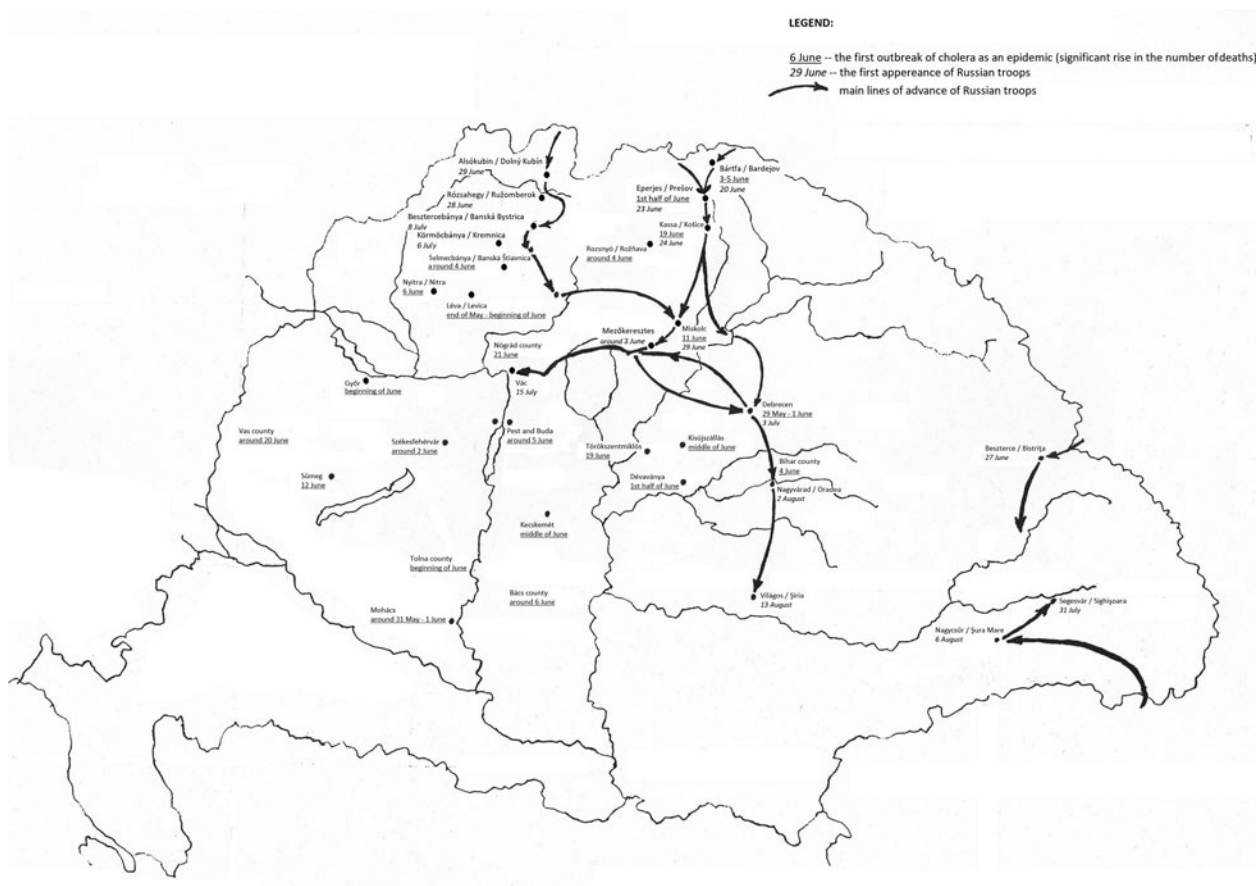 LEGEND:
6 June -- the first outbreak of cholera as an epidemic (significant rise in the number of deaths)
29 June -- the first appereance of Russian troops
main lines of advance of Russian troops
Alsókubin / Dolný Kubín
29 June
Rózsahegy / Ružomberok
28 June
Besztercebánya / Banská Bystrica
8 July
Körmöcbánya / Kremnica
6 July
Selmecbánya / Banská Štiavnica
around 4 June
Nyitra / Nitra
6 June
Léva / Levica
end of May - beginning of June
Bártfa / Bardejov
3-5 June
20 June
Eperjes / Prešov
1st half of June
23 June
Kassa / Košice
19 June
24 June
Rozsnyó / Rožňava
around 4 June
Mezőkeresztes
around 3 June
Miskolc
11 June
29 June
Nógrád county
21 June
Vác
15 July
Győr
beginning of June
Vas county
around 20 June
Székesfehérvár
around 2 June
Sümeg
12 June
Pest and Buda
around 5 June
Debrecen
29 May - 1 June
3 July
Törökszentmiklós
19 June
Kisújszállás
middle of June
Dévaványa
1st half of June
Bihar county
4 June
Nagyvárad / Oradea
2 August
Beszterce / Bistrița
27 June
Kecskemét
middle of June
Tolna county
beginning of June
Bács county
around 6 June
Mohács
around 31 May - 1 June
Világos / Șiria
13 August
Segesvár / Sighișoara
31 July
Nagycsűr / Șura Mare
6 August